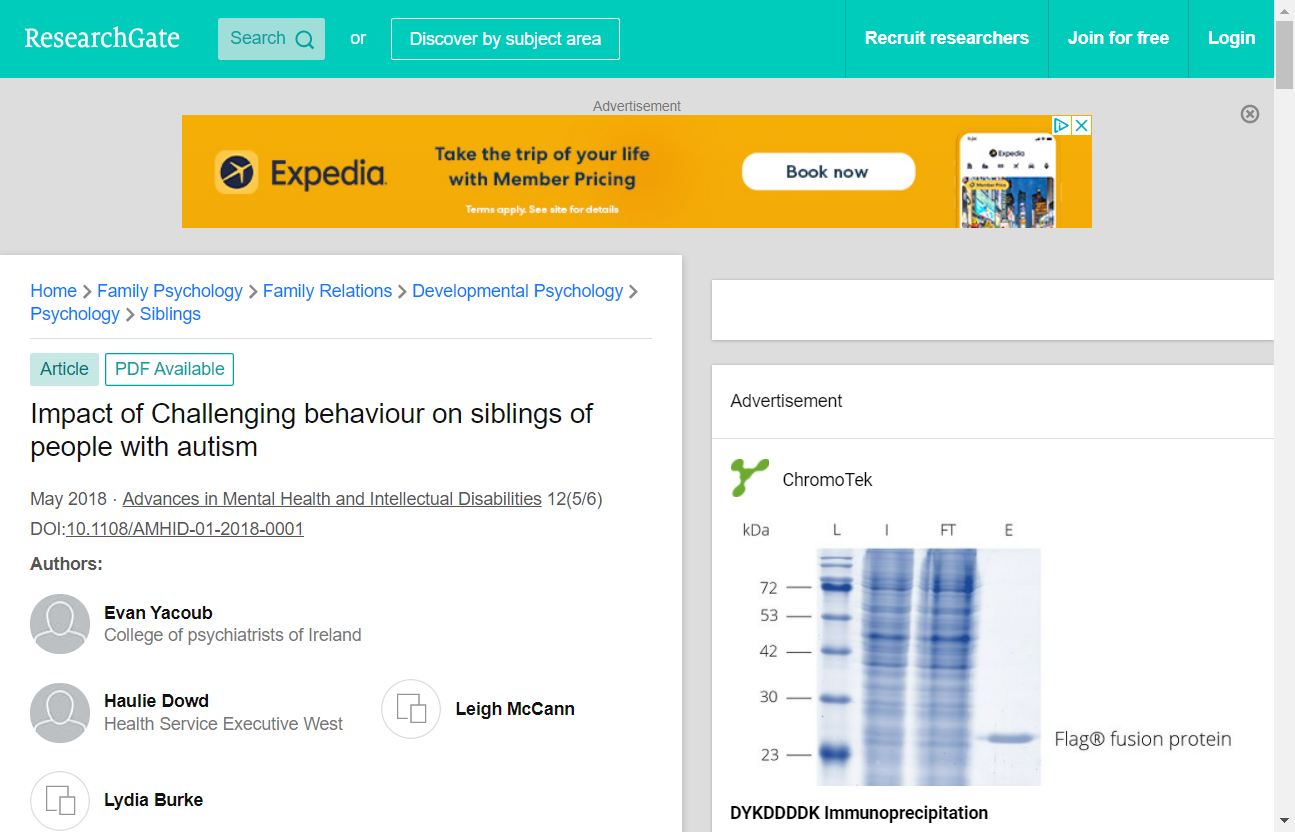 ResearchGate
Search
or
Discover by subject area
Recruit researchers
Join for free
Login
Advertisement
Expedia
Take the trip of your life
with Member Pricing
Terms apply. See site for details
Book now
Expedia
Member Price
Home > Family Psychology > Family Relations > Developmental Psychology >
Psychology > Siblings
Article
PDF Available
Impact of Challenging behaviour on siblings of
people with autism
May 2018 · Advances in Mental Health and Intellectual Disabilities 12(5/6)
DOI:10.1108/AMHID-01-2018-0001
Authors:
Evan Yacoub
College of psychiatrists of Ireland
Haulie Dowd
Health Service Executive West
Leigh McCann
Lydia Burke
Advertisement
ChromoTek
kDa L I FT E
72
53
42
30
23
Flag® fusion protein
DYKDDDDK Immunoprecipitation